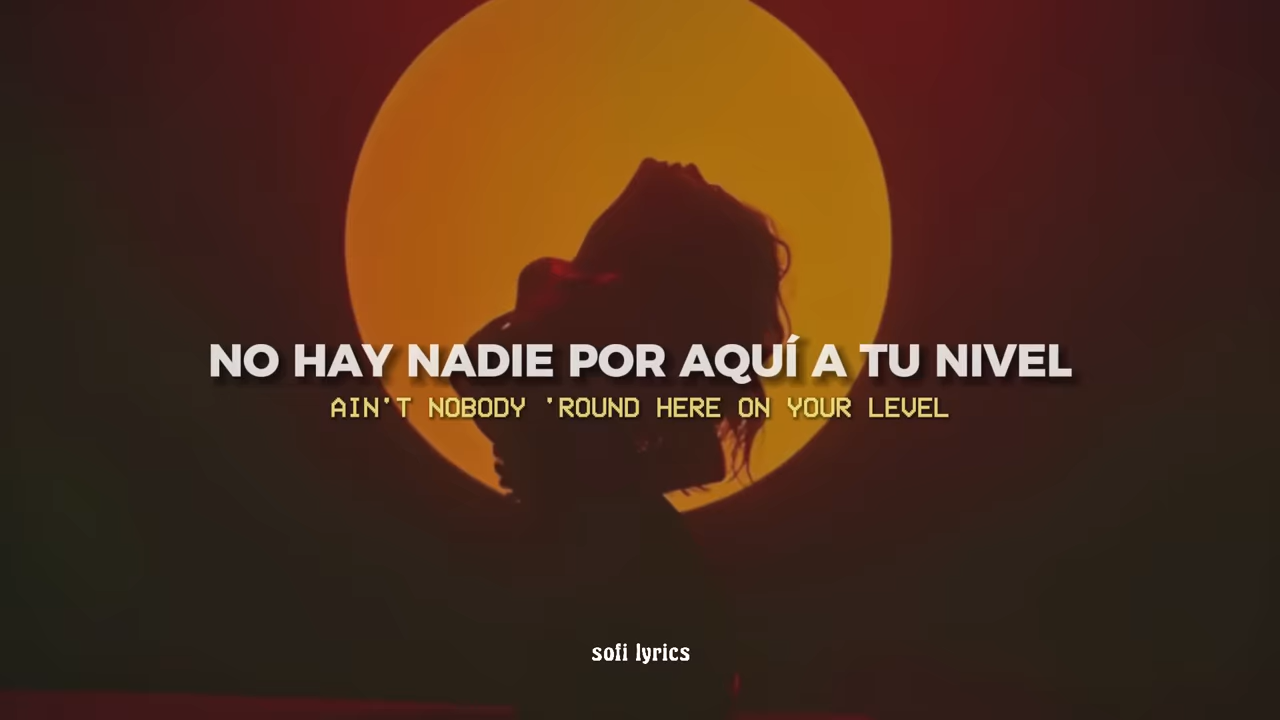 NO HAY NADIE POR AQUÍ A TU NIVEL
AIN'T NOBODY 'ROUND HERE ON YOUR LEVEL
sofi lyrics